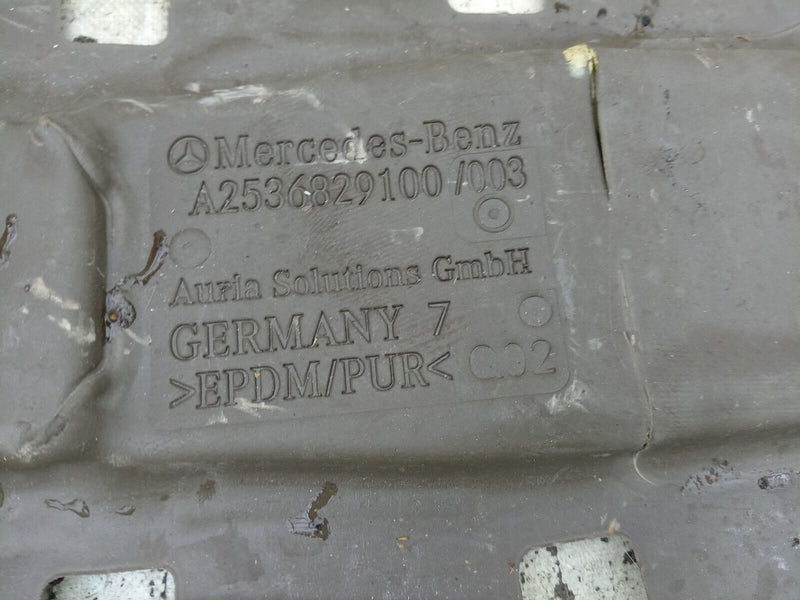 Mercedes-Benz
A2536829100/003
Auria Solutions GmbH
GERMANY 7
>EPDM/PUR<